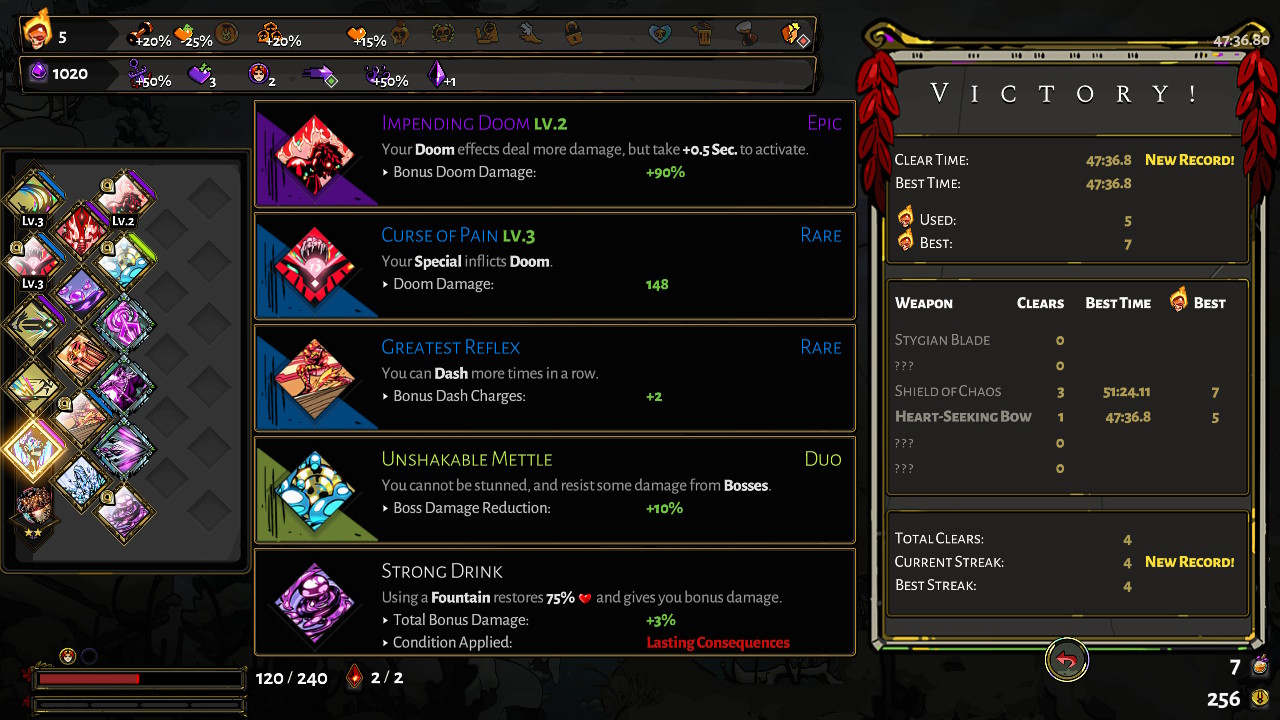 5
+20%
25%
+20%
+15%
47:36.80
1020
+50%
3
2
+50%
+1
VICTORY!
Lv.3
Lv.2
Lv.3
IMPENDING DOOM LV.2
EPIC
Your Doom effects deal more damage, but take +0.5 Sec. to activate.
Bonus Doom Damage: +90%
CURSE OF PAIN LV.3
RARE
Your Special inflicts Doom.
Doom Damage: 148
GREATEST REFLEX
RARE
You can Dash more times in a row.
Bonus Dash Charges: +2
UNSHAKABLE METTLE
DUO
You cannot be stunned, and resist some damage from Bosses.
Boss Damage Reduction: +10%
STRONG DRINK
Using a Fountain restores 75% and gives you bonus damage.
Total Bonus Damage: +3%
Condition Applied: Lasting Consequences
CLEAR TIME: 47:36.8 NEW RECORD!
BEST TIME: 47:36.8
USED: 5
BEST: 7
WEAPON CLEARS BEST TIME BEST
STYGIAN BLADE 0
??? 0
SHIELD OF CHAOS 3 51:24.11 7
HEART-SEEKING BOW 1 47:36.8 5
??? 0
??? 0
TOTAL CLEARS: 4
CURRENT STREAK: 4 NEW RECORD!
BEST STREAK: 4
120 / 240
2 / 2
7
256